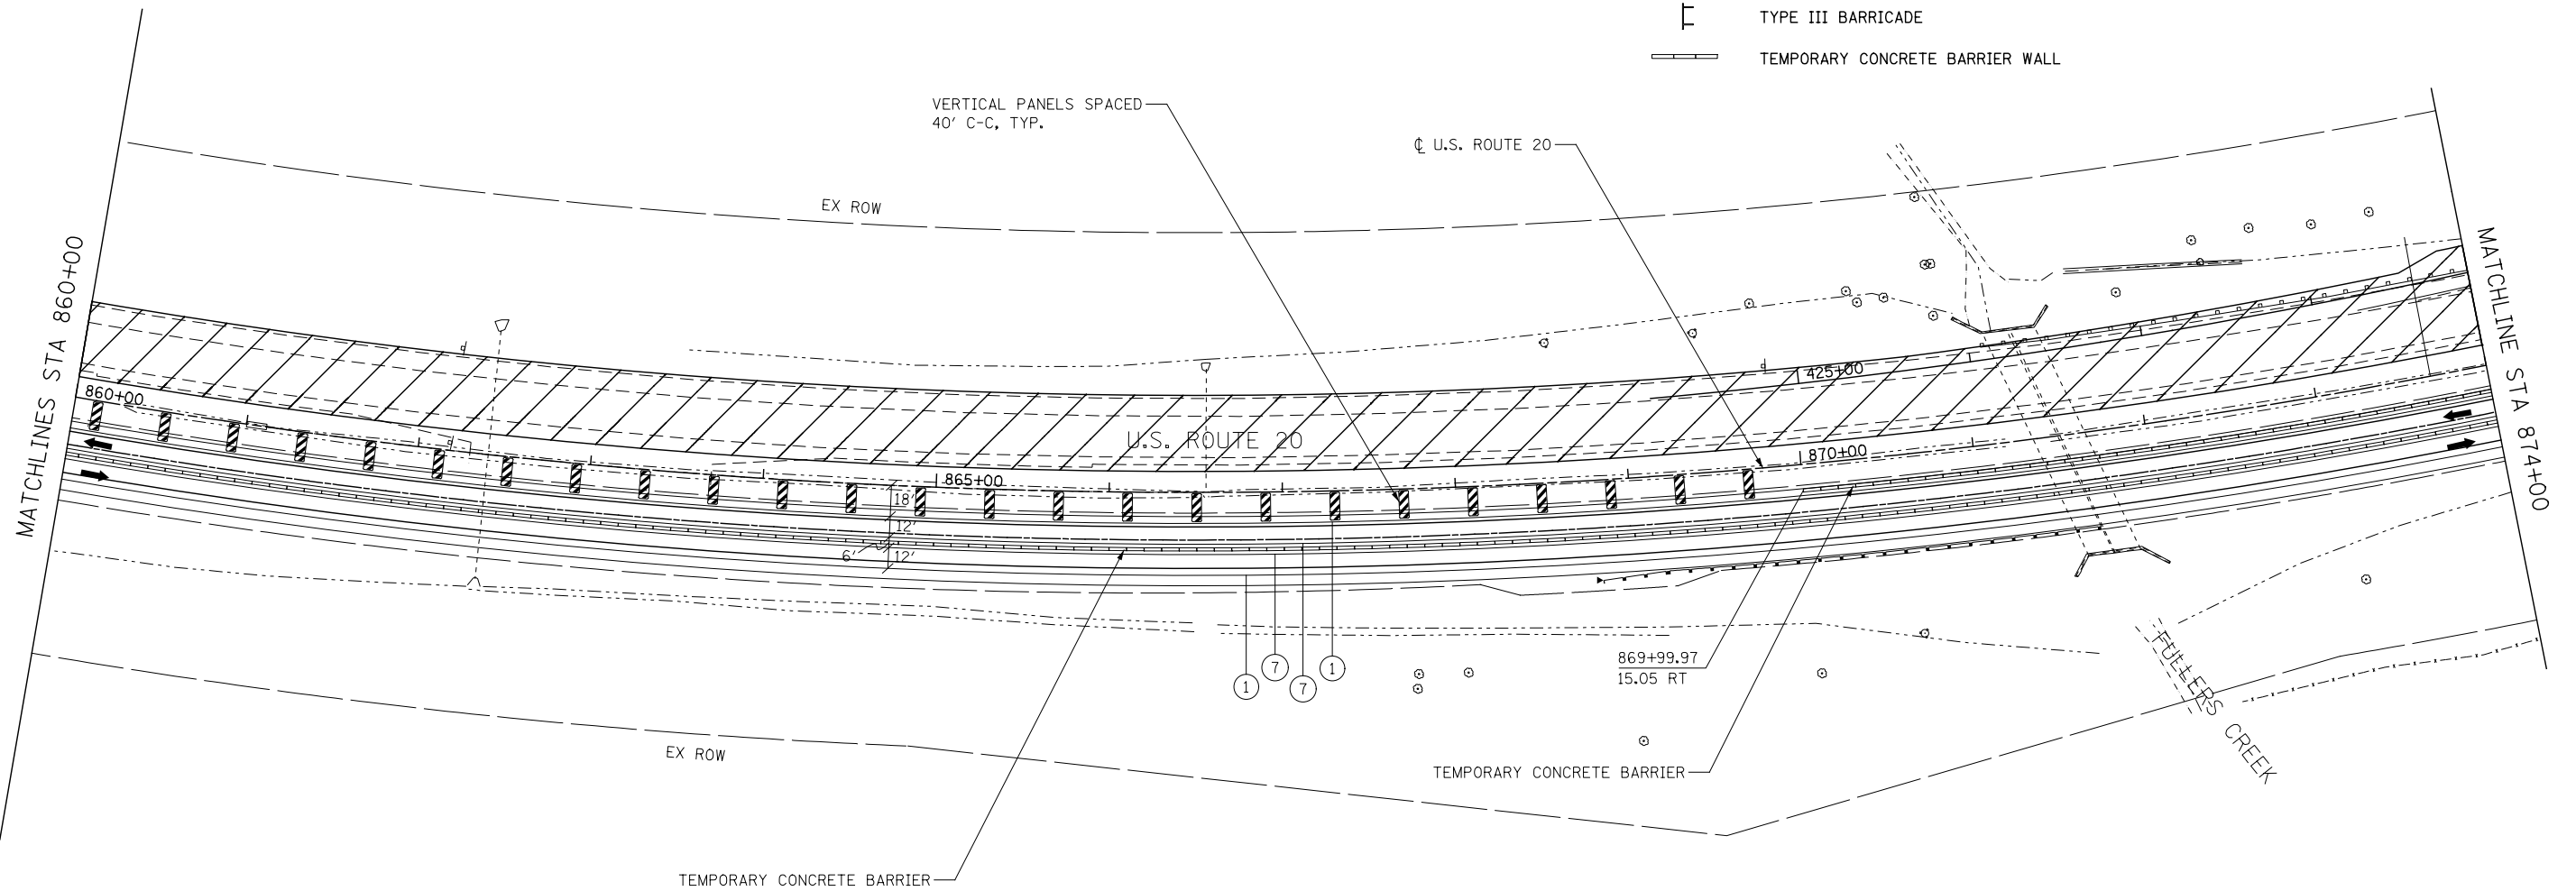 TYPE III BARRICADE
TEMPORARY CONCRETE BARRIER WALL
VERTICAL PANELS SPACED
40' C-C, TYP.
℄ U.S. ROUTE 20
EX ROW
MATCHLINES STA 860+00
MATCHLINE STA 874+00
425+00
860+00
U.S. ROUTE 20
870+00
865+00
18'
12'
6'
12'
1
7
7
1
869+99.97
15.05 RT
FULLERS CREEK
EX ROW
TEMPORARY CONCRETE BARRIER
TEMPORARY CONCRETE BARRIER